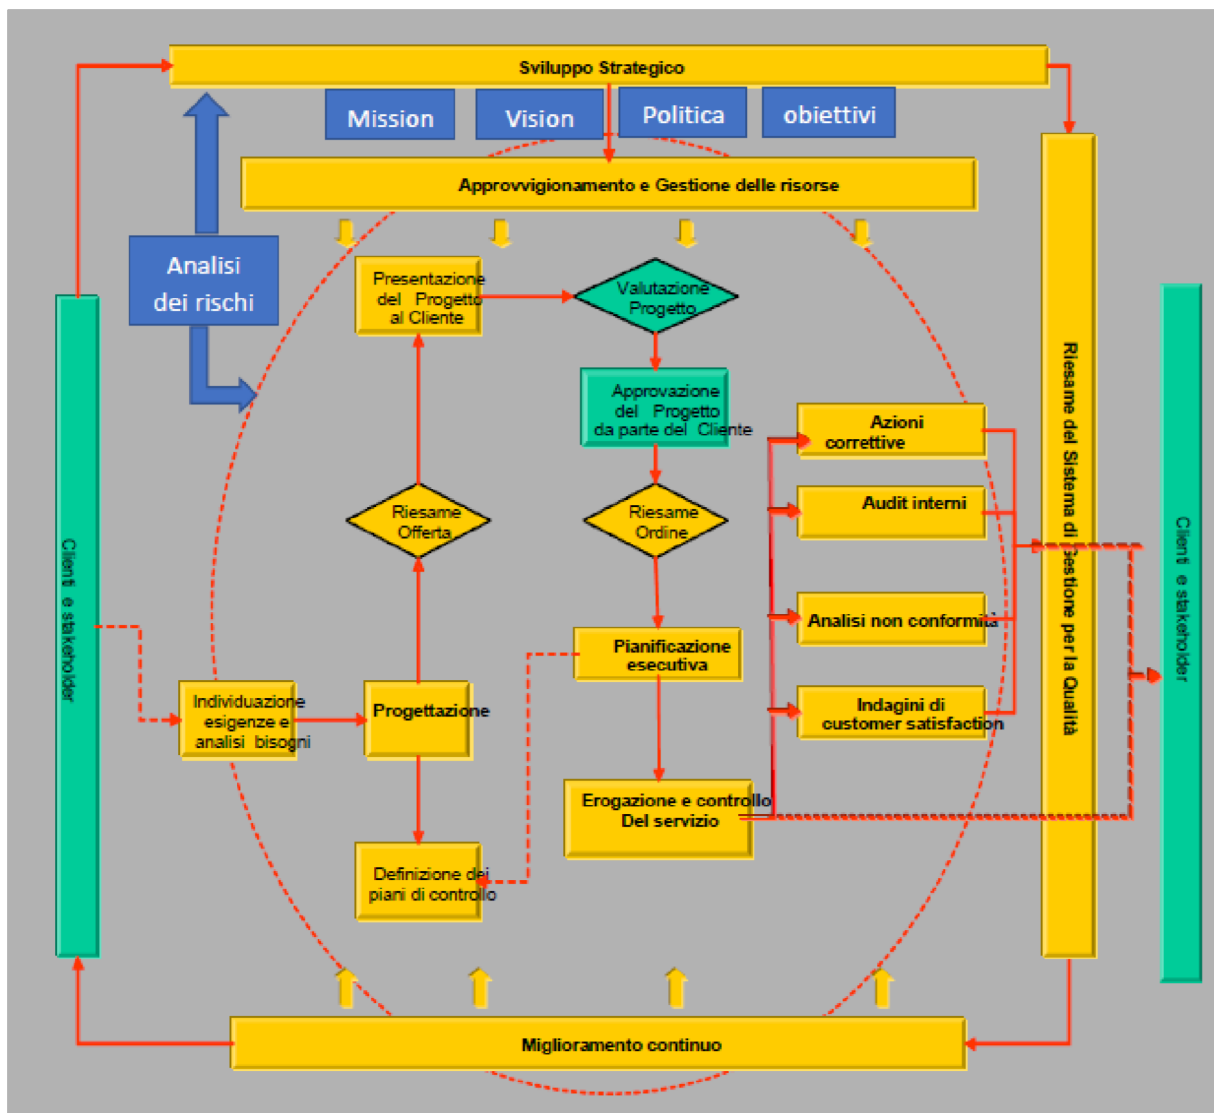 Sviluppo Strategico
Mission
Vision
Politica
obiettivi
Approvvigionamento e Gestione delle risorse
Analisi
dei rischi
Presentazione
del Progetto
al Cliente
Valutazione
Progetto
Approvazione
del Progetto
da parte del Cliente
Azioni
correttive
Riesame
Offerta
Riesame
Ordine
Audit interni
Clienti e stakeholder
Riesame del Sistema di Gestione per la Qualità
Clienti e stakeholder
Analisi non conformità
Pianificazione
esecutiva
Individuazione
esigenze e
analisi bisogni
Progettazione
Indagini di
customer satisfaction
Erogazione e controllo
Del servizio
Definizione dei
piani di controllo
Miglioramento continuo